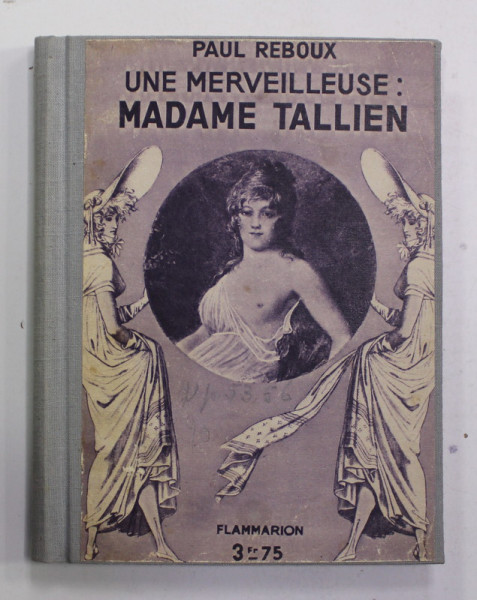 PAUL REBOUX
UNE MERVEILLEUSE:
MADAME TALLIEN
FLAMMARION
3 Fr 75